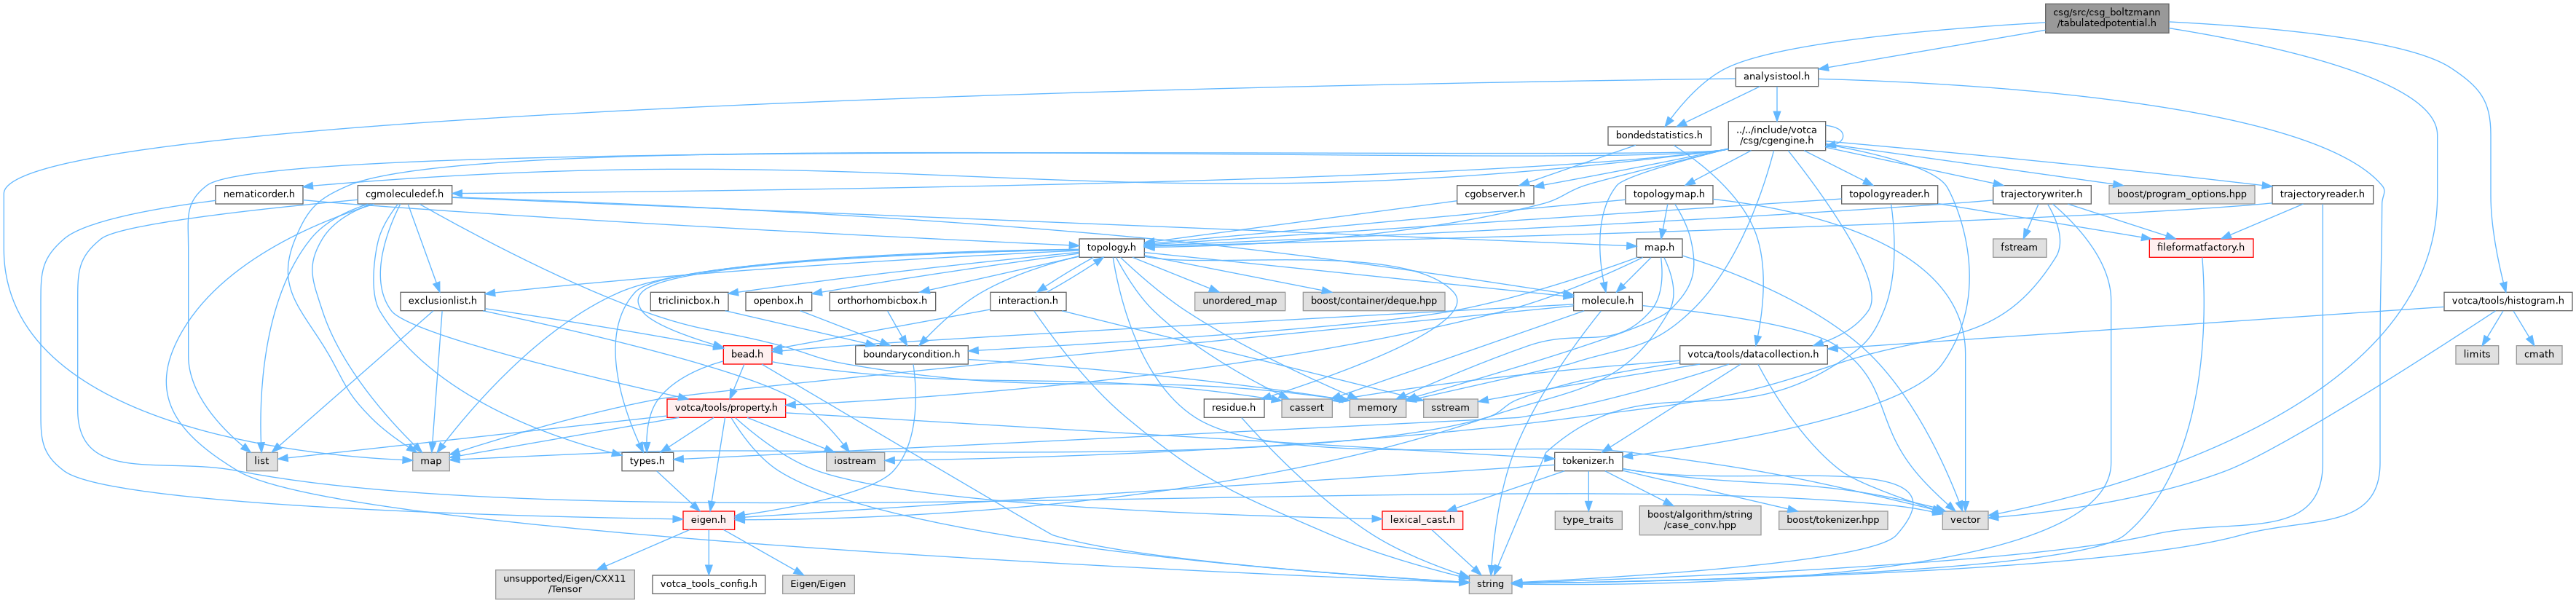 csg/src/csg_boltzmann
/tabulatedpotential.h
analysistool.h
../../include/votca
/csg/cgengine.h
bondedstatistics.h
nematicorder.h
cgmoleculedef.h
cgobserver.h
topologymap.h
topologyreader.h
trajectorywriter.h
boost/program_options.hpp
trajectoryreader.h
topology.h
map.h
fstream
fileformatfactory.h
exclusionlist.h
triclinicbox.h
openbox.h
orthorhombicbox.h
interaction.h
unordered_map
boost/container/deque.hpp
molecule.h
votca/tools/histogram.h
bead.h
boundarycondition.h
votca/tools/datacollection.h
limits
cmath
votca/tools/property.h
residue.h
cassert
memory
sstream
list
map
types.h
iostream
tokenizer.h
eigen.h
lexical_cast.h
type_traits
boost/algorithm/string
/case_conv.hpp
boost/tokenizer.hpp
vector
unsupported/Eigen/CXX11
/Tensor
votca_tools_config.h
Eigen/Eigen
string